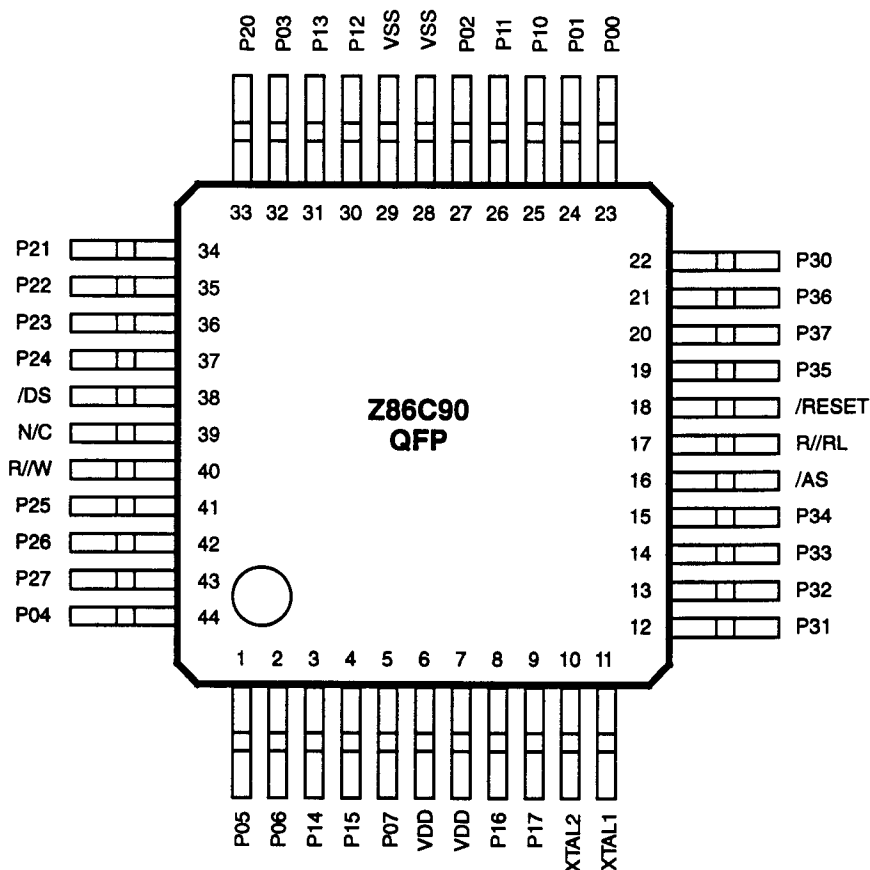 P20 P03 P13 P12 VSS VSS P02 P11 P10 P01 P00
33 32 31 30 29 28 27 26 25 24 23
P21 34
P22 35
P23 36
P24 37
/DS 38
N/C 39
R//W 40
P25 41
P26 42
P27 43
P04 44
Z86C90
QFP
22 P30
21 P36
20 P37
19 P35
18 /RESET
17 R//RL
16 /AS
15 P34
14 P33
13 P32
12 P31
1 2 3 4 5 6 7 8 9 10 11
P05 P06 P14 P15 P07 VDD VDD P16 P17 XTAL2 XTAL1